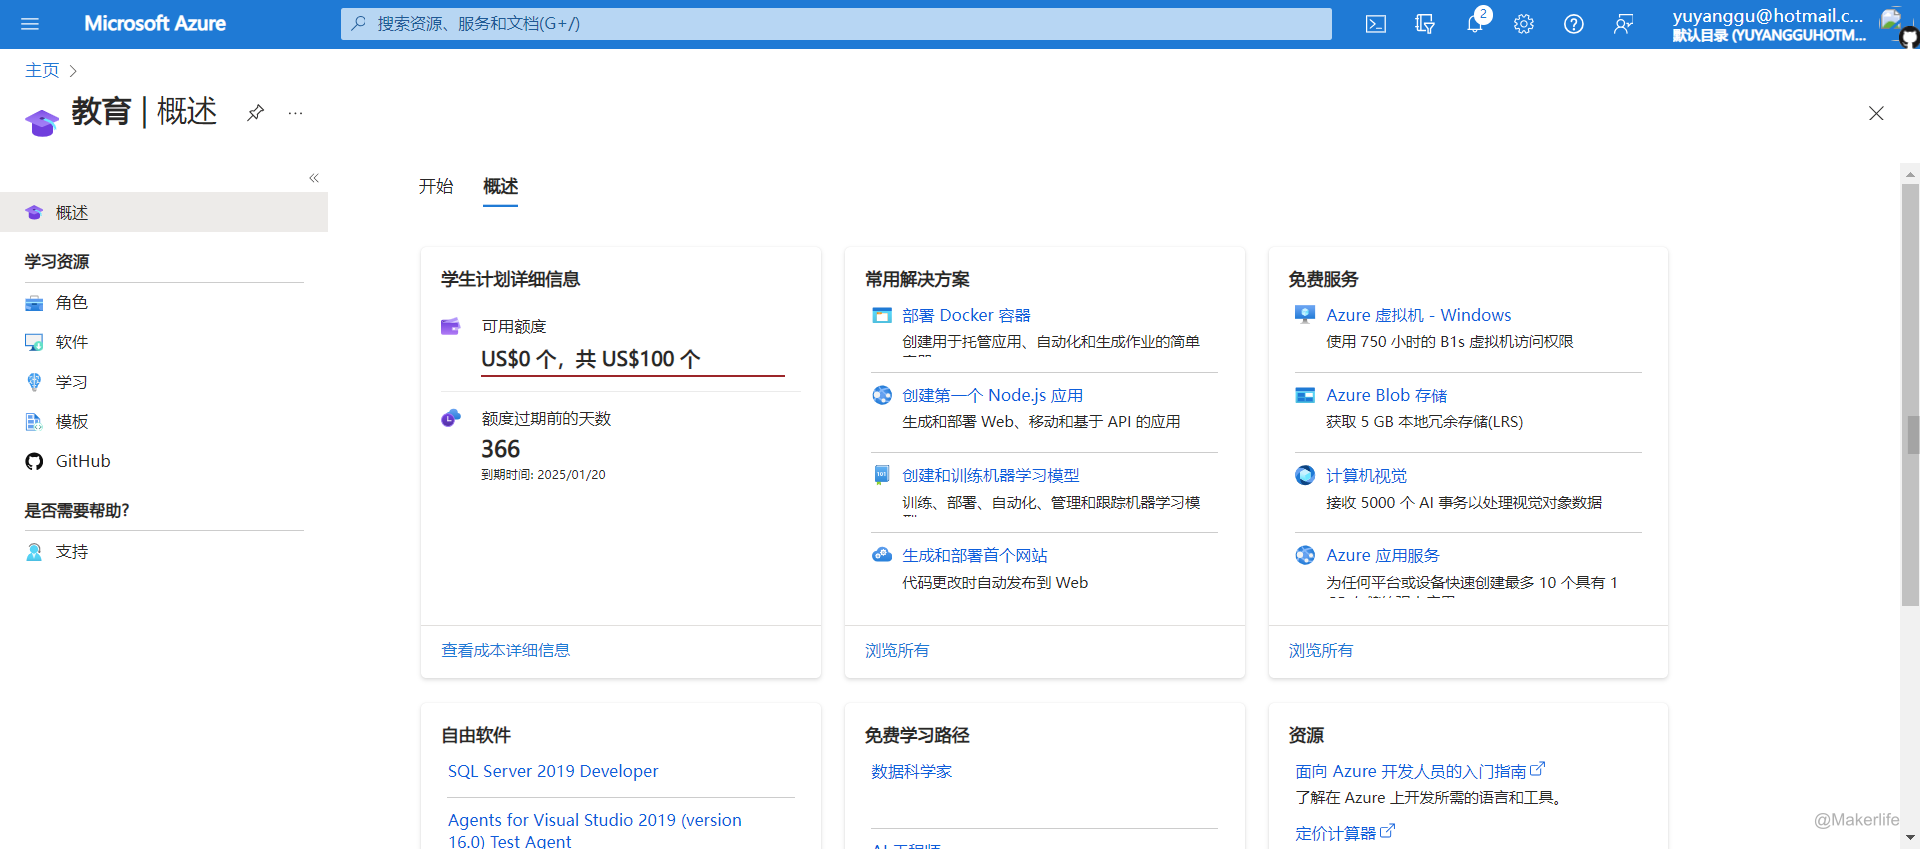 Microsoft Azure
搜索资源、服务和文档(G+/)
2
yuyanggu@hotmail.c...
默认目录 (YUYANGGUHOTM...
主页
教育 | 概述
...
概述
学习资源
角色
软件
学习
模板
GitHub
是否需要帮助?
支持
开始
概述
学生计划详细信息
可用额度
US$0 个，共 US$100 个
额度过期前的天数
366
到期时间: 2025/01/20
查看成本详细信息
常用解决方案
部署 Docker 容器
创建用于托管应用、自动化和生成作业的简单
创建第一个 Node.js 应用
生成和部署 Web、移动和基于 API 的应用
创建和训练机器学习模型
训练、部署、自动化、管理和跟踪机器学习模
生成和部署首个网站
代码更改时自动发布到 Web
浏览所有
免费服务
Azure 虚拟机 - Windows
使用 750 小时的 B1s 虚拟机访问权限
Azure Blob 存储
获取 5 GB 本地冗余存储(LRS)
计算机视觉
接收 5000 个 AI 事务以处理视觉对象数据
Azure 应用服务
为任何平台或设备快速创建最多 10 个具有 1
浏览所有
自由软件
SQL Server 2019 Developer
Agents for Visual Studio 2019 (version
16.0) Test Agent
免费学习路径
数据科学家
AI 工程师
资源
面向 Azure 开发人员的入门指南
了解在 Azure 上开发所需的语言和工具。
定价计算器
@Makerlife